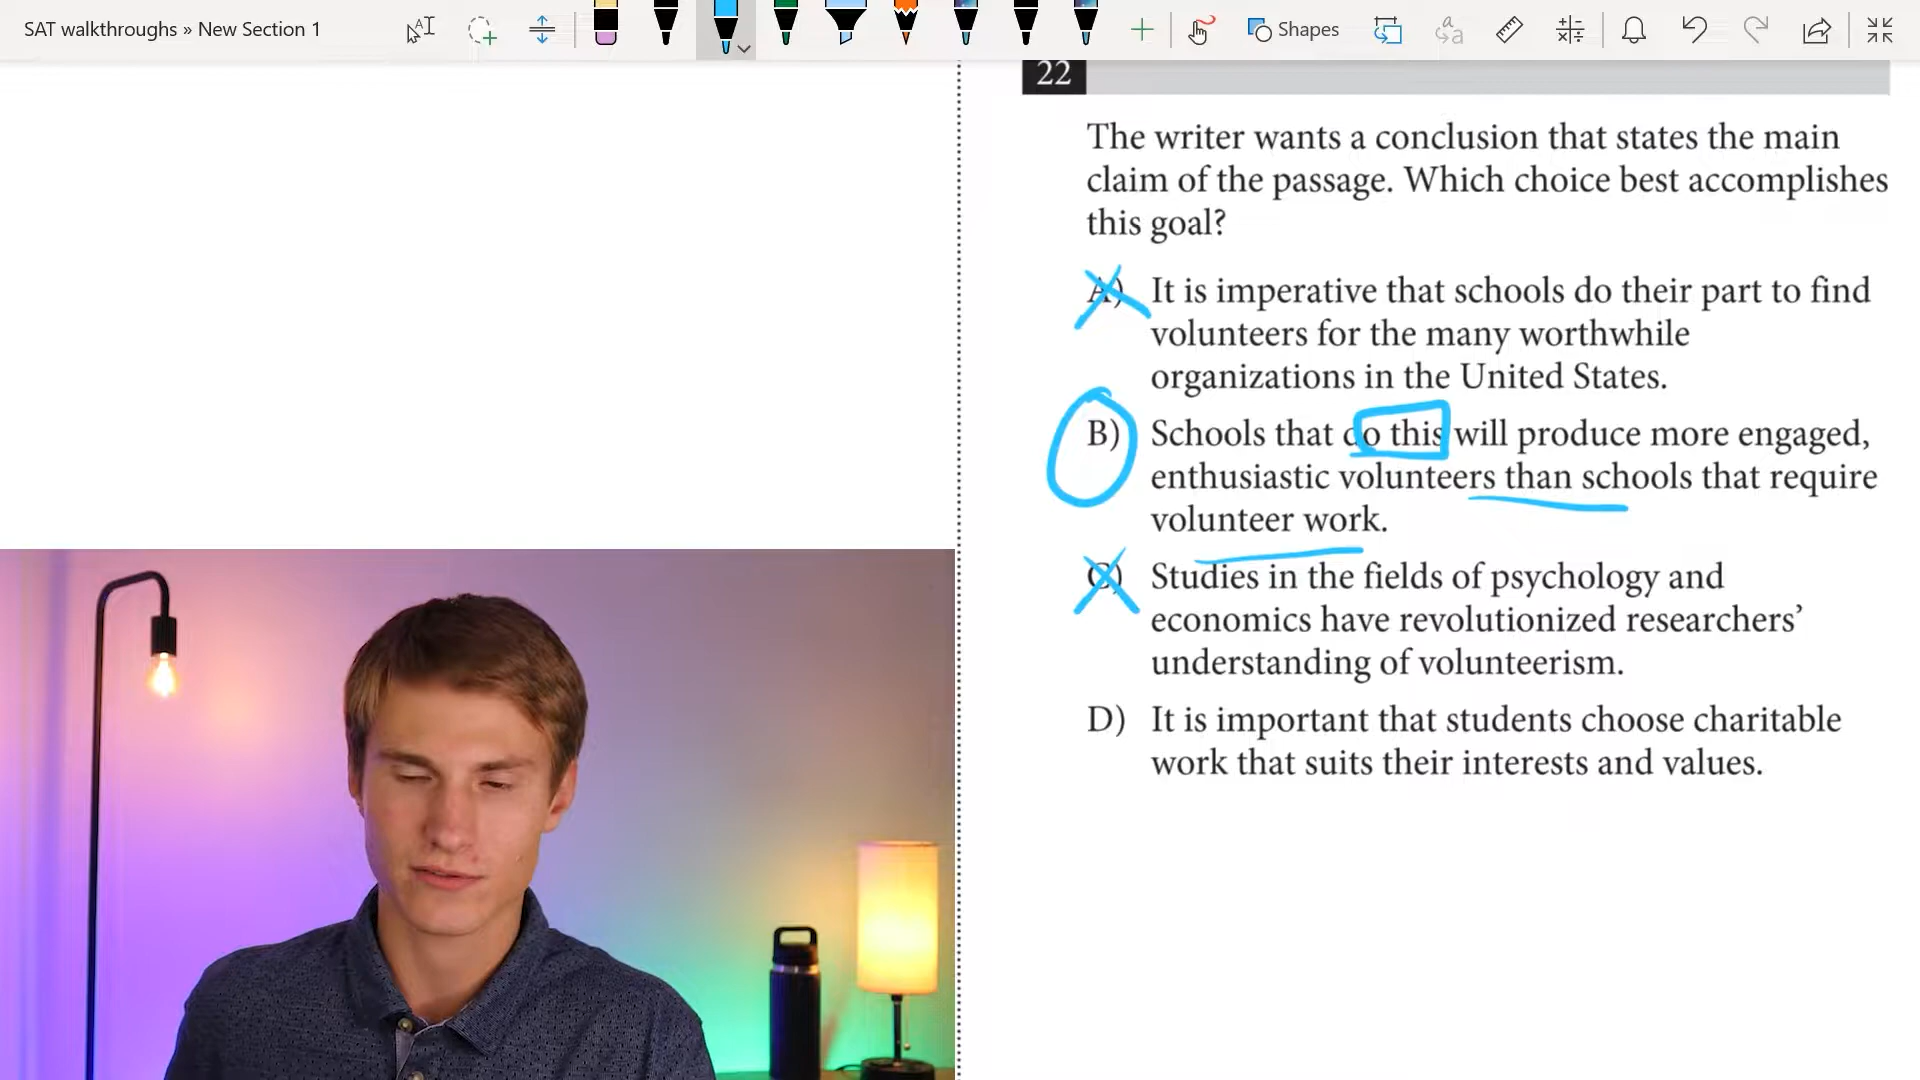 SAT walkthroughs » New Section 1
Shapes
22
The writer wants a conclusion that states the main
claim of the passage. Which choice best accomplishes
this goal?
A) It is imperative that schools do their part to find
volunteers for the many worthwhile
organizations in the United States.
B) Schools that do this will produce more engaged,
enthusiastic volunteers than schools that require
volunteer work.
C) Studies in the fields of psychology and
economics have revolutionized researchers’
understanding of volunteerism.
D) It is important that students choose charitable
work that suits their interests and values.